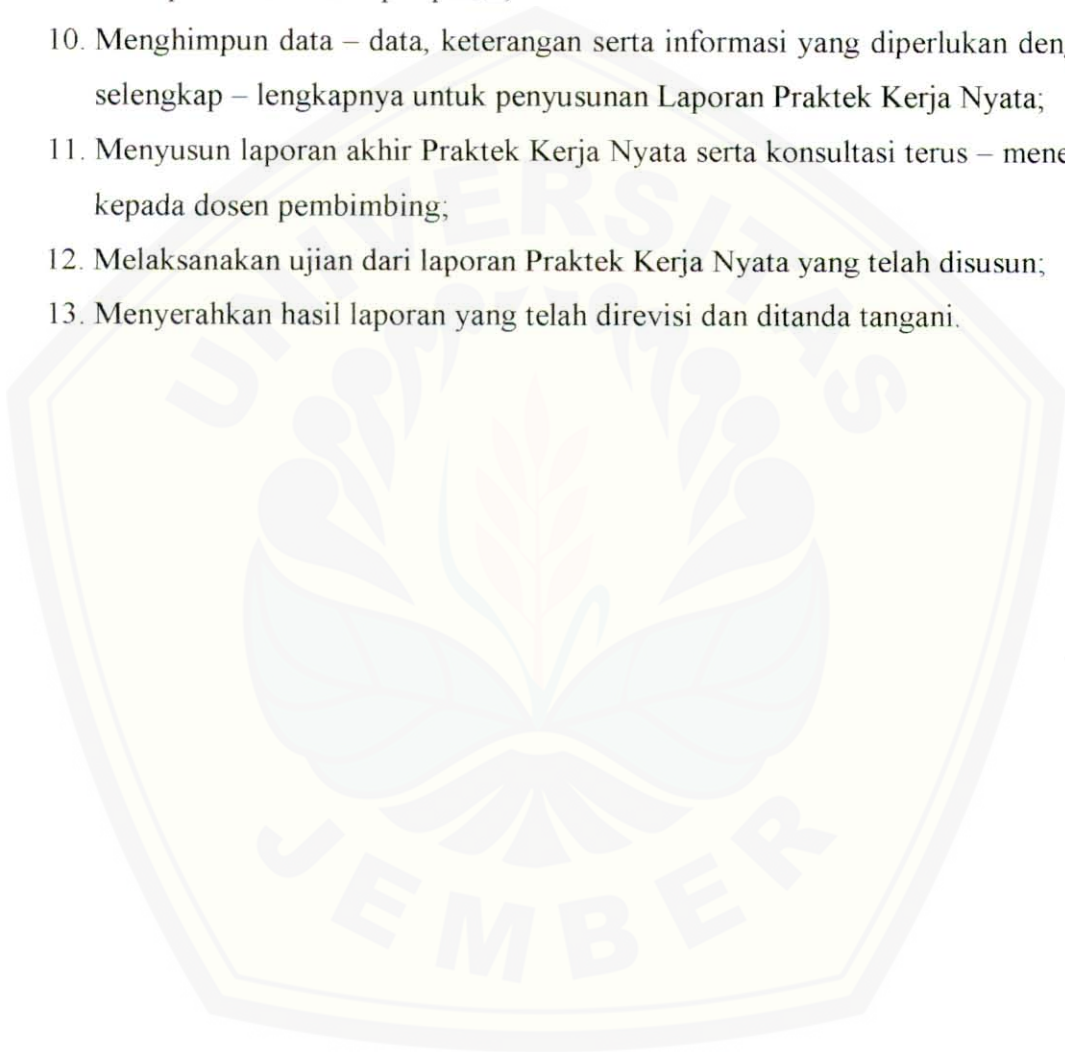 10. Menghimpun data – data, keterangan serta informasi yang diperlukan
selengkap – lengkapnya untuk penyusunan Laporan Praktek Kerja Nyata;
11. Menyusun laporan akhir Praktek Kerja Nyata serta konsultasi terus –
kepada dosen pembimbing;
12. Melaksanakan ujian dari laporan Praktek Kerja Nyata yang telah disusun;
13. Menyerahkan hasil laporan yang telah direvisi dan ditanda tangani.
UNIVERSITAS
JEMBER